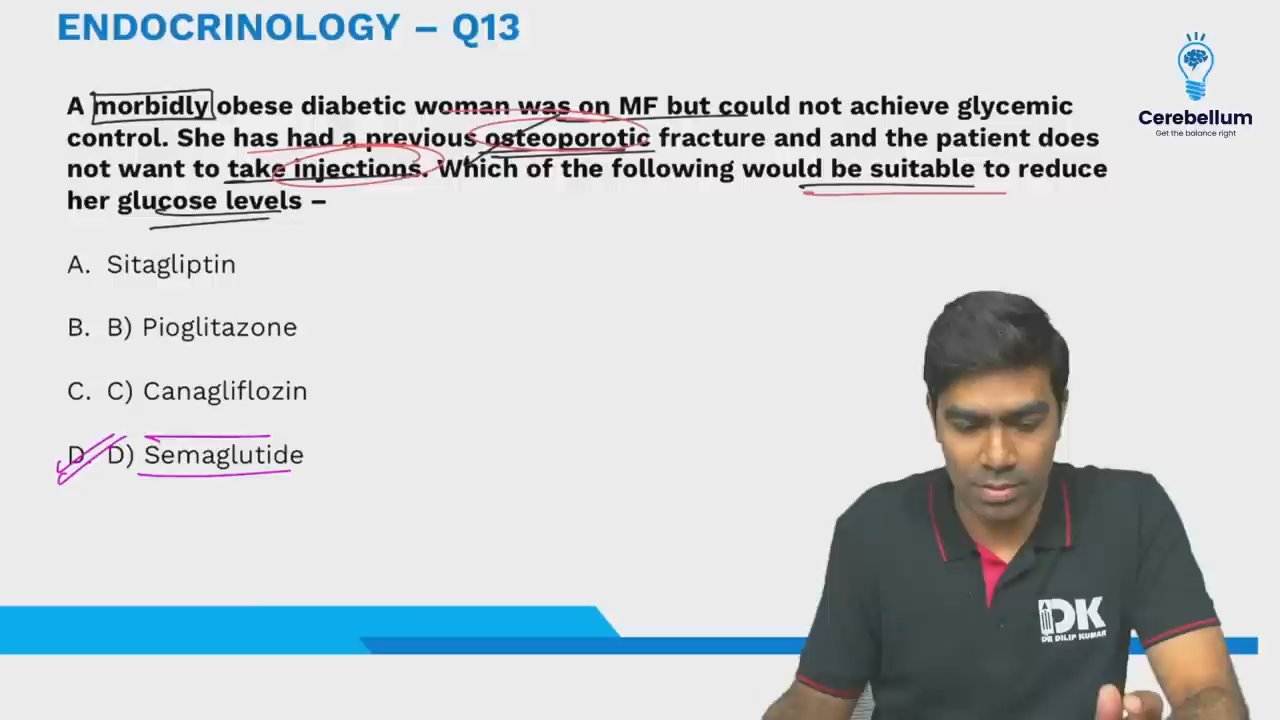 ENDOCRINOLOGY – Q13
A morbidly obese diabetic woman was on MF but could not achieve glycemic
control. She has had a previous osteoporotic fracture and and the patient does
not want to take injections. Which of the following would be suitable to reduce
her glucose levels –
A. Sitagliptin
B. B) Pioglitazone
C. C) Canagliflozin
D. D) Semaglutide
Cerebellum
Get the balance right
DK
DR DILIP KUMAR